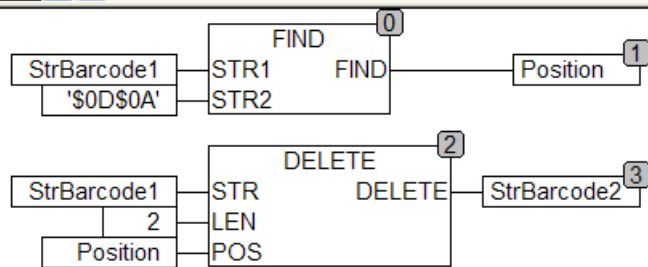 0
FIND
1
StrBarcode1 STR1 FIND Position
'$0D$0A' STR2
2
DELETE
3
StrBarcode1 STR DELETE StrBarcode2
2 LEN
Position POS